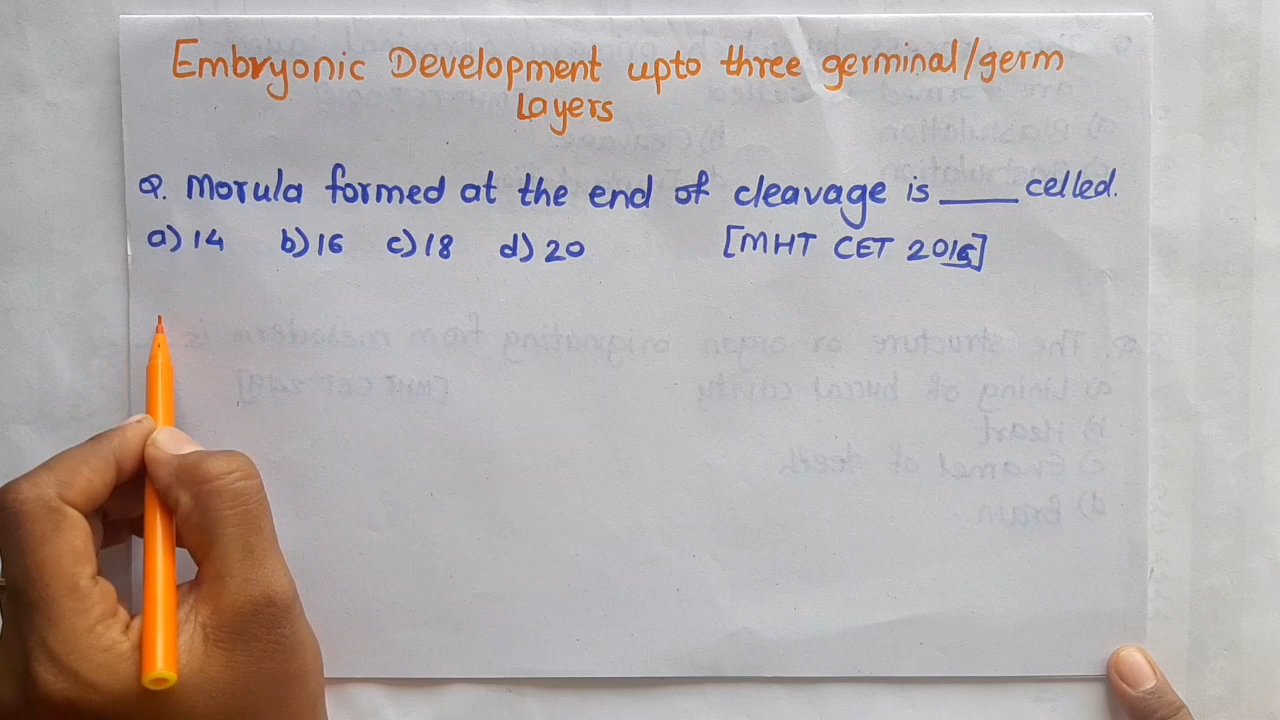 Embryonic Development upto three germinal/germ
Layers
Q. Morula formed at the end of cleavage is ____ celled.
a) 14 b) 16 c) 18 d) 20 [MHT CET 2016]